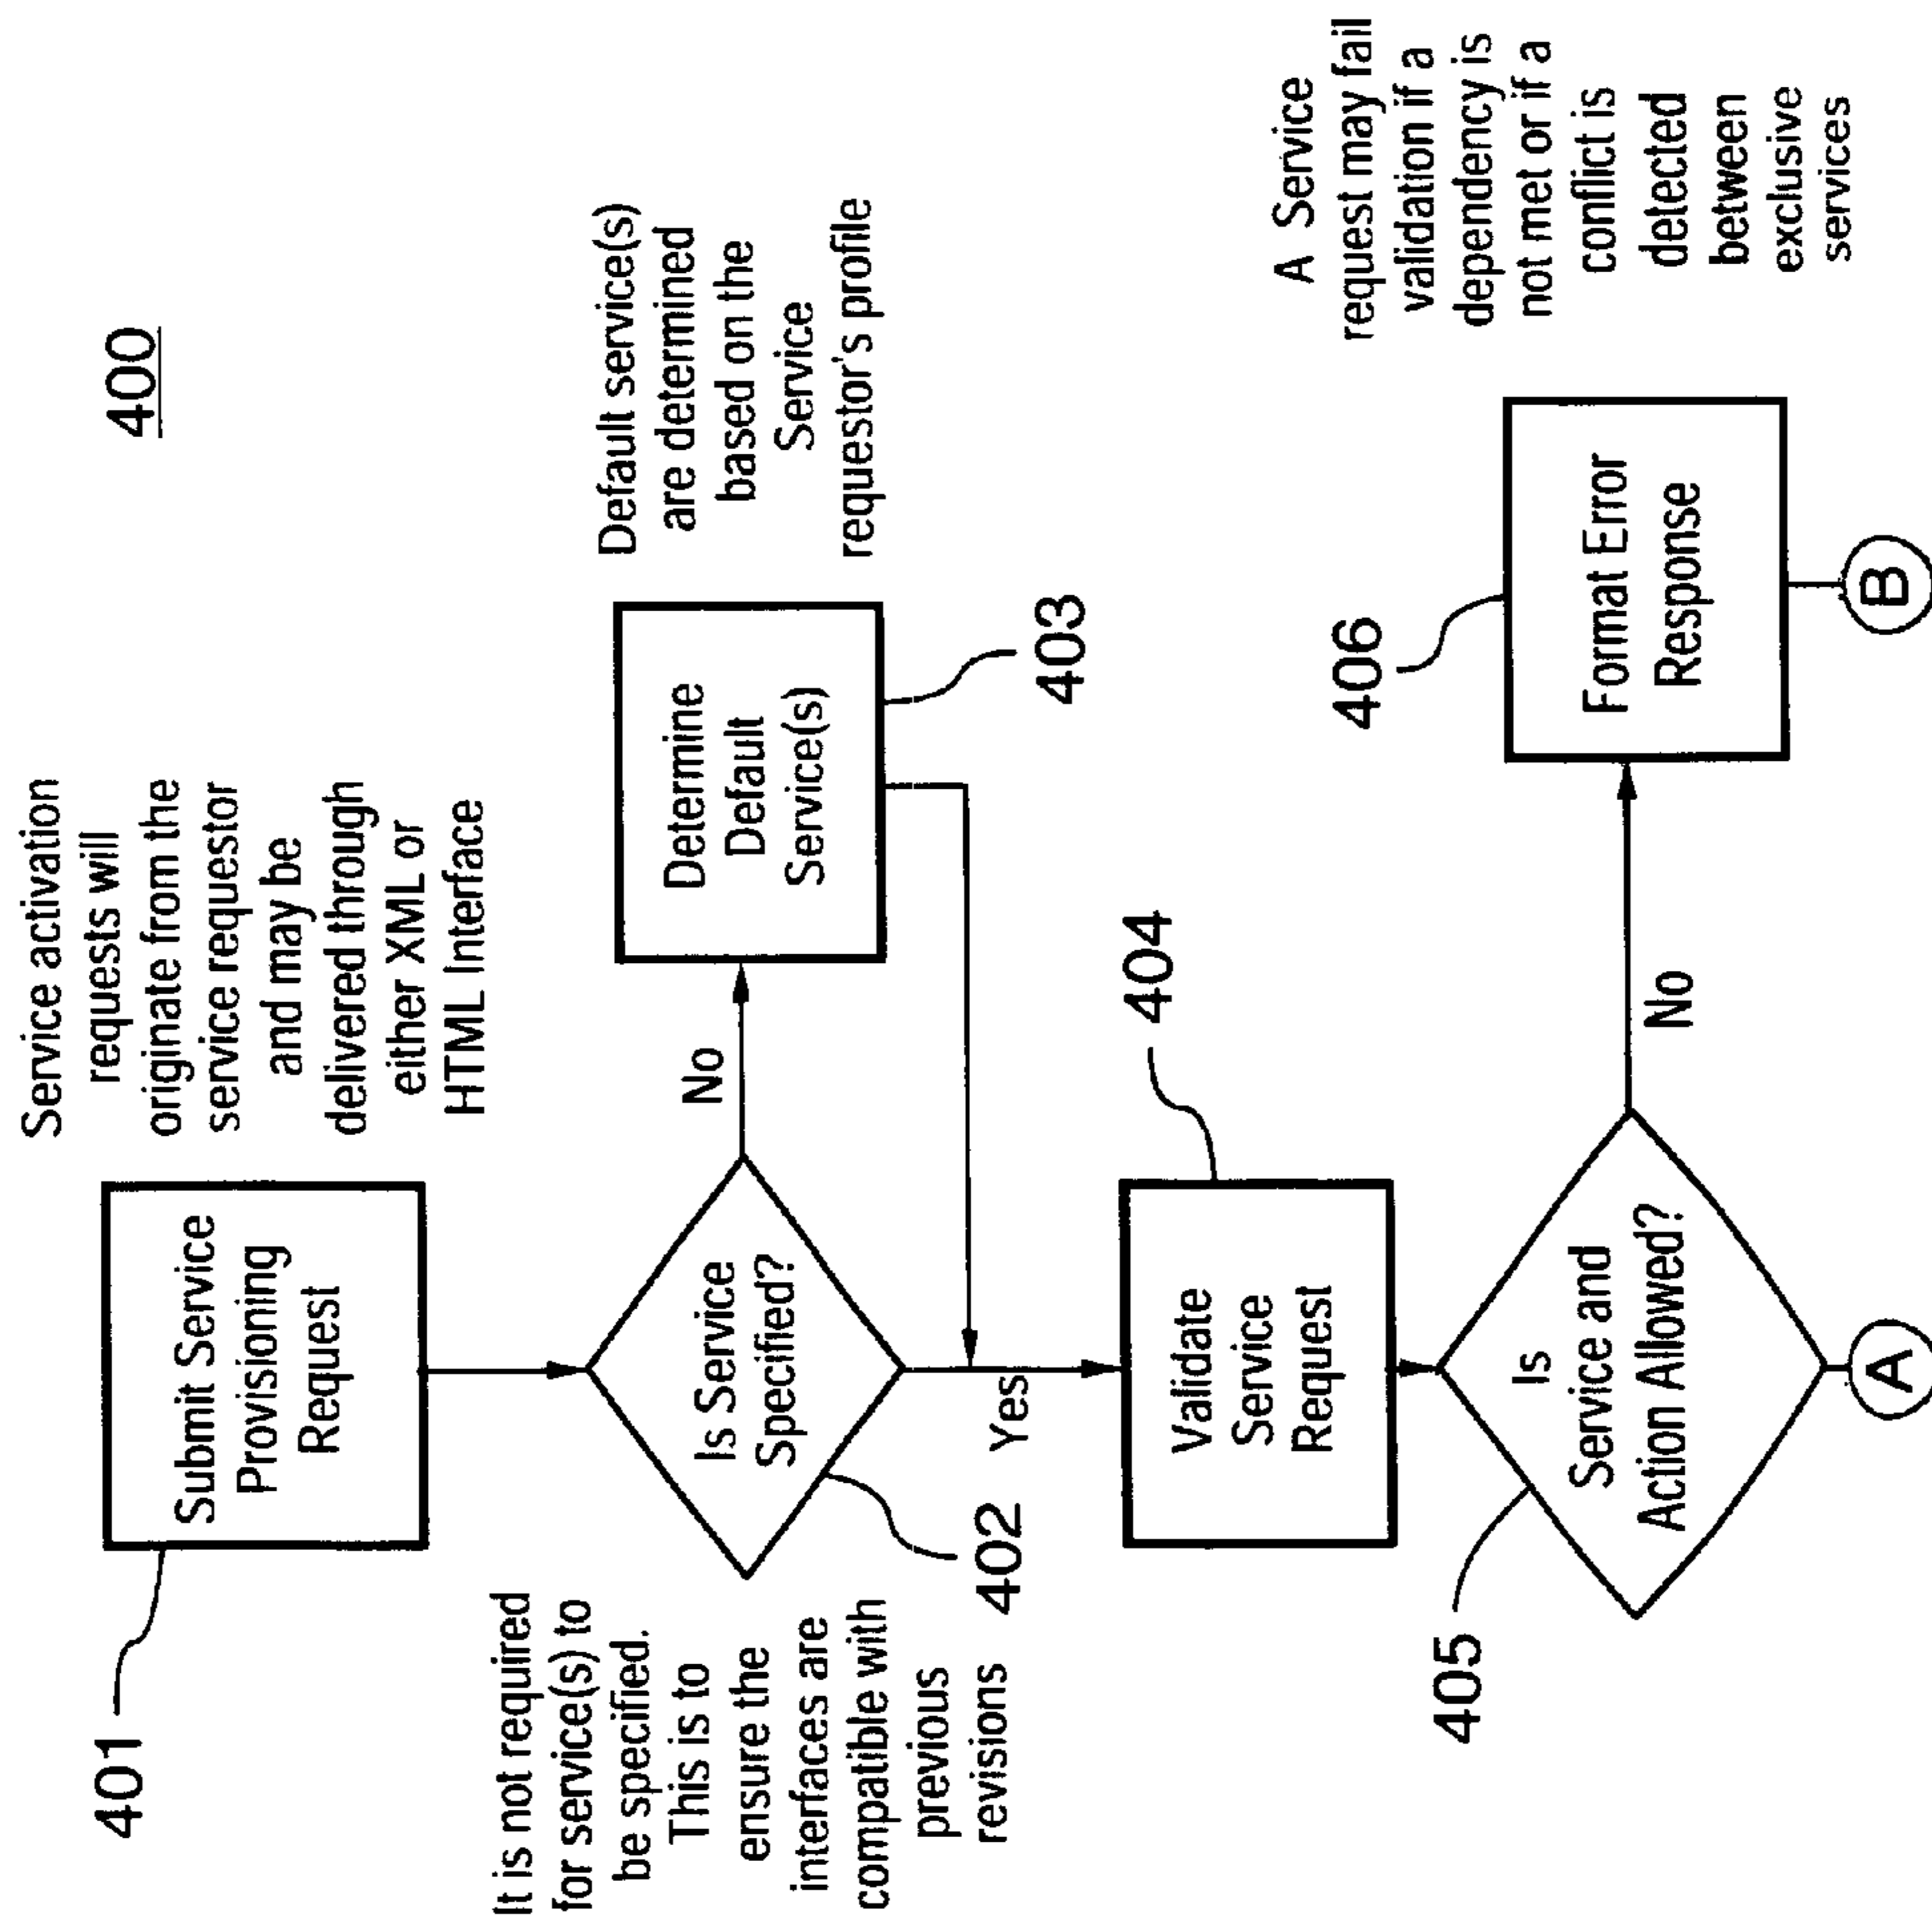 400
401
Submit Service
Provisioning
Request
Service activation
requests will
originate from the
service requestor
and may be
delivered through
either XML or
HTML Interface
It is not required
for service(s) to
be specified.
This is to
ensure the
interfaces are
compatible with
previous
revisions
402
Is Service
Specified?
No
Yes
Determine
Default
Service(s)
403
Default service(s)
are determined
based on the
Service
requestor's profile
Validate
Service
Request
404
405
Is
Service and
Action Allowed?
No
406
Format Error
Response
A Service
request may fail
validation if a
dependency is
not met or if a
conflict is
detected
between
exclusive
services
A
B